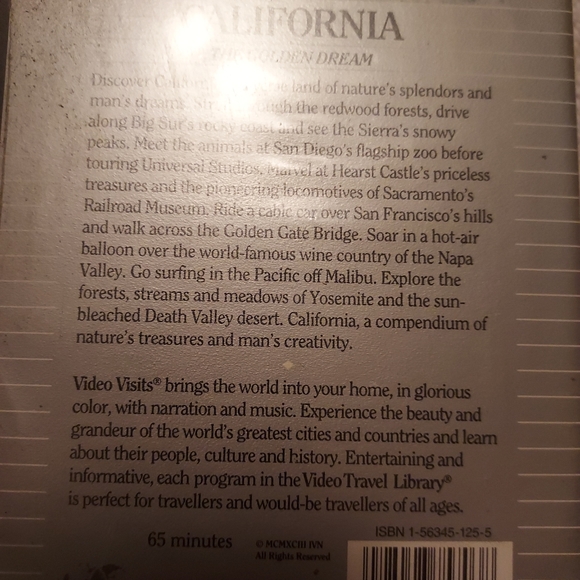 CALIFORNIA
THE GOLDEN DREAM
Discover California, land of nature's splendors and
man's dreams. Stroll through the redwood forests, drive
along Big Sur's rocky coast and see the Sierra's snowy
peaks. Meet the animals at San Diego's flagship zoo before
touring Universal Studios. Marvel at Hearst Castle's priceless
treasures and the pioneering locomotives of Sacramento's
Railroad Museum. Ride a cable car over San Francisco's hills
and walk across the Golden Gate Bridge. Soar in a hot-air
balloon over the world-famous wine country of the Napa
Valley. Go surfing in the Pacific off Malibu. Explore the
forests, streams and meadows of Yosemite and the sun-
bleached Death Valley desert. California, a compendium of
nature's treasures and man's creativity.
Video Visits® brings the world into your home, in glorious
color, with narration and music. Experience the beauty and
grandeur of the world's greatest cities and countries and learn
about their people, culture and history. Entertaining and
informative, each program in the Video Travel Library®
is perfect for travellers and would-be travellers of all ages.
65 minutes
© MCMXCIII IVN
All Rights Reserved
ISBN 1-56345-125-5